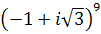 (−1 + i√3)⁹